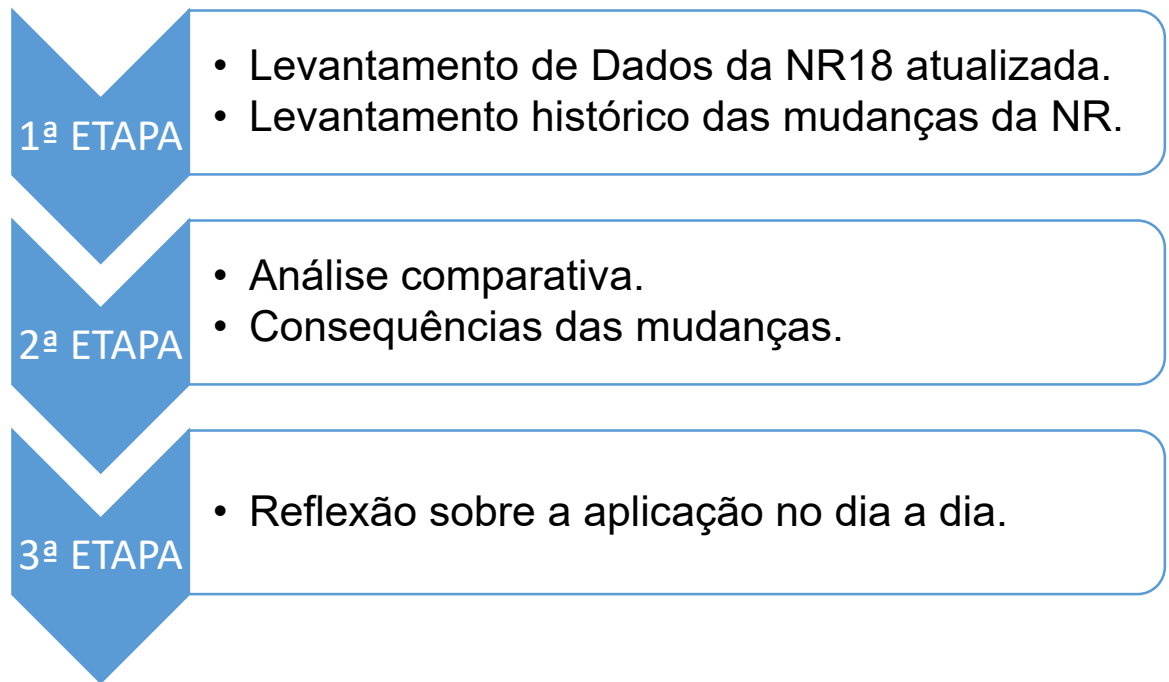 1ª ETAPA
• Levantamento de Dados da NR18 atualizada.
• Levantamento histórico das mudanças da NR.
2ª ETAPA
• Análise comparativa.
• Consequências das mudanças.
3ª ETAPA
• Reflexão sobre a aplicação no dia a dia.